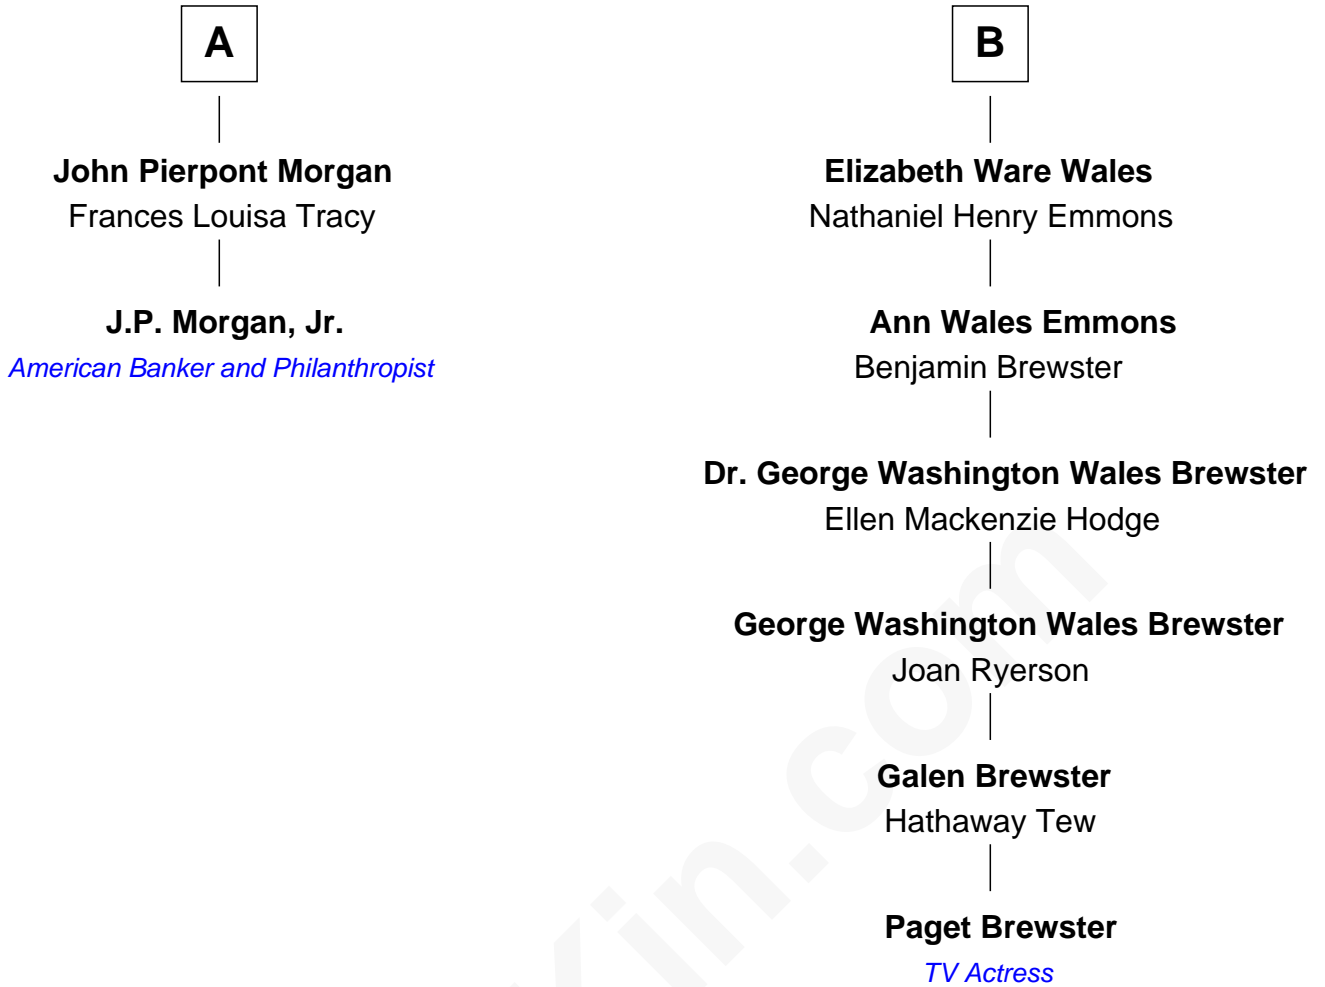 A
John Pierpont Morgan
Frances Louisa Tracy
J.P. Morgan, Jr.
American Banker and Philanthropist
B
Elizabeth Ware Wales
Nathaniel Henry Emmons
Ann Wales Emmons
Benjamin Brewster
Dr. George Washington Wales Brewster
Ellen Mackenzie Hodge
George Washington Wales Brewster
Joan Ryerson
Galen Brewster
Hathaway Tew
Paget Brewster
TV Actress
Kin.com